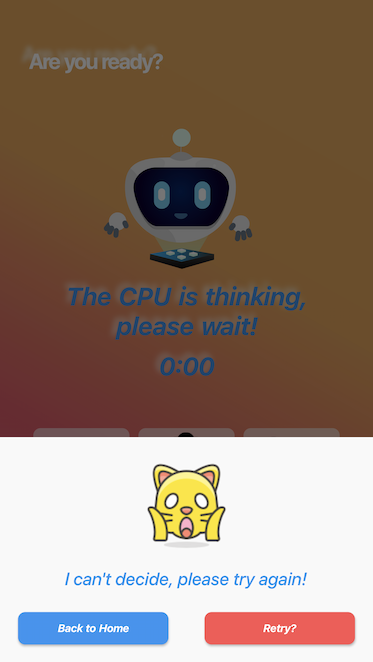 Are you ready?
The CPU is thinking,
please wait!
0:00
I can't decide, please try again!
Back to Home
Retry?